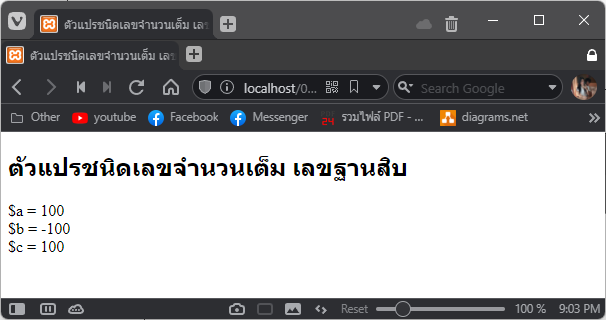 ตัวแปรชนิดเลขจำนวนเต็ม เลข
ตัวแปรชนิดเลขจำนวนเต็ม เลข
localhost/0...
Search Google
Other youtube Facebook Messenger 24 รวมไฟล์ PDF - ... diagrams.net
ตัวแปรชนิดเลขจำนวนเต็ม เลขฐานสิบ
$a = 100
$b = -100
$c = 100
Reset 100 % 9:03 PM